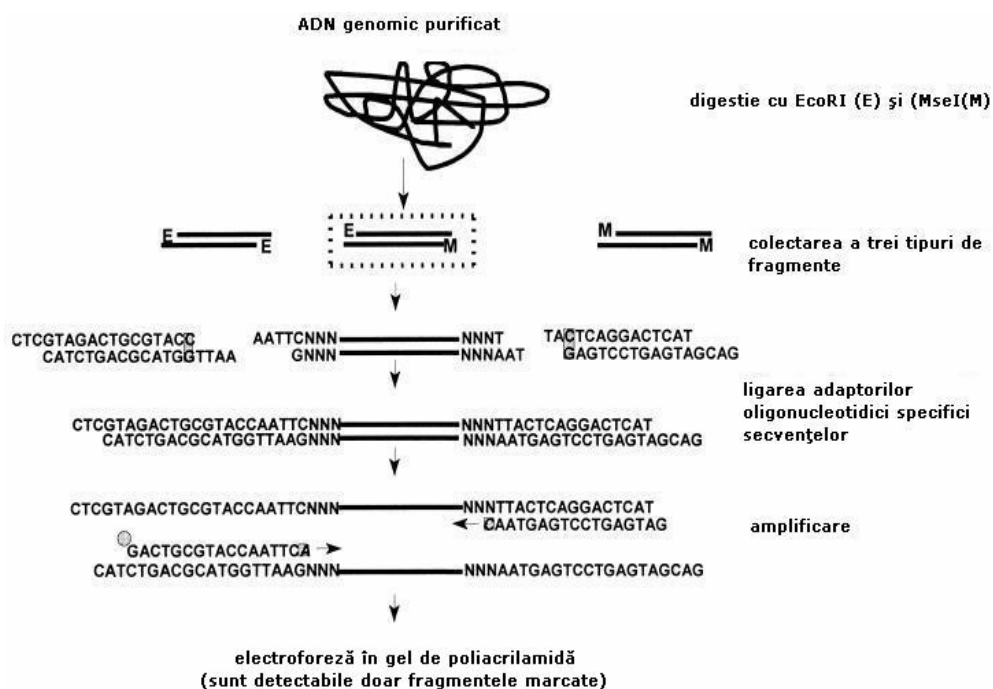 ADN genomic purificat
digestie cu EcoRI (E) şi (MseI(M)
E
E
E
M
M
M
colectarea a trei tipuri de
fragmente
CTCGTAGACTGCGTACC
CATCTGACGCATGGTTAA
AATTCNNN
NNNT
GNNN
NNNAAT
TACTCAGGACTCAT
GAGTCCTGAGTAGCAG
ligarea adaptorilor
oligonucleotidici specifici
secvenţelor
CTCGTAGACTGCGTACCAATTCNNN
NNNTTACTCAGGACTCAT
CATCTGACGCATGGTTAAGNNN
NNNAATGAGTCCTGAGTAGCAG
CTCGTAGACTGCGTACCAATTCNNN
NNNTTACTCAGGACTCAT
CAATGAGTCCTGAGTAG
amplificare
GACTGCGTACCAATTCA
CATCTGACGCATGGTTAAGNNN
NNNAATGAGTCCTGAGTAGCAG
electroforeză în gel de poliacrilamidă
(sunt detectabile doar fragmentele marcate)